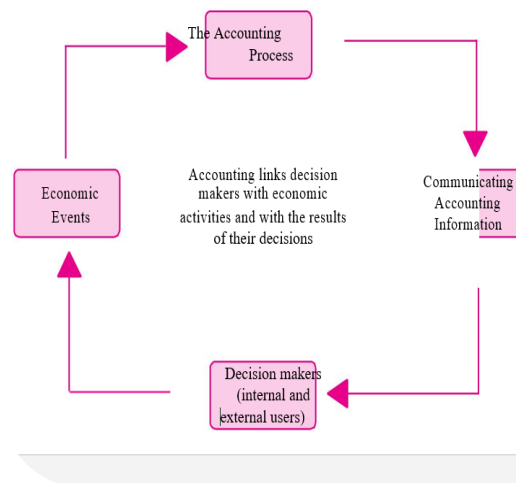 The Accounting
Process
Economic
Events
Accounting links decision
makers with economic
activities and with the results
of their decisions
Communicating
Accounting
Information
Decision makers
(internal and
external users)